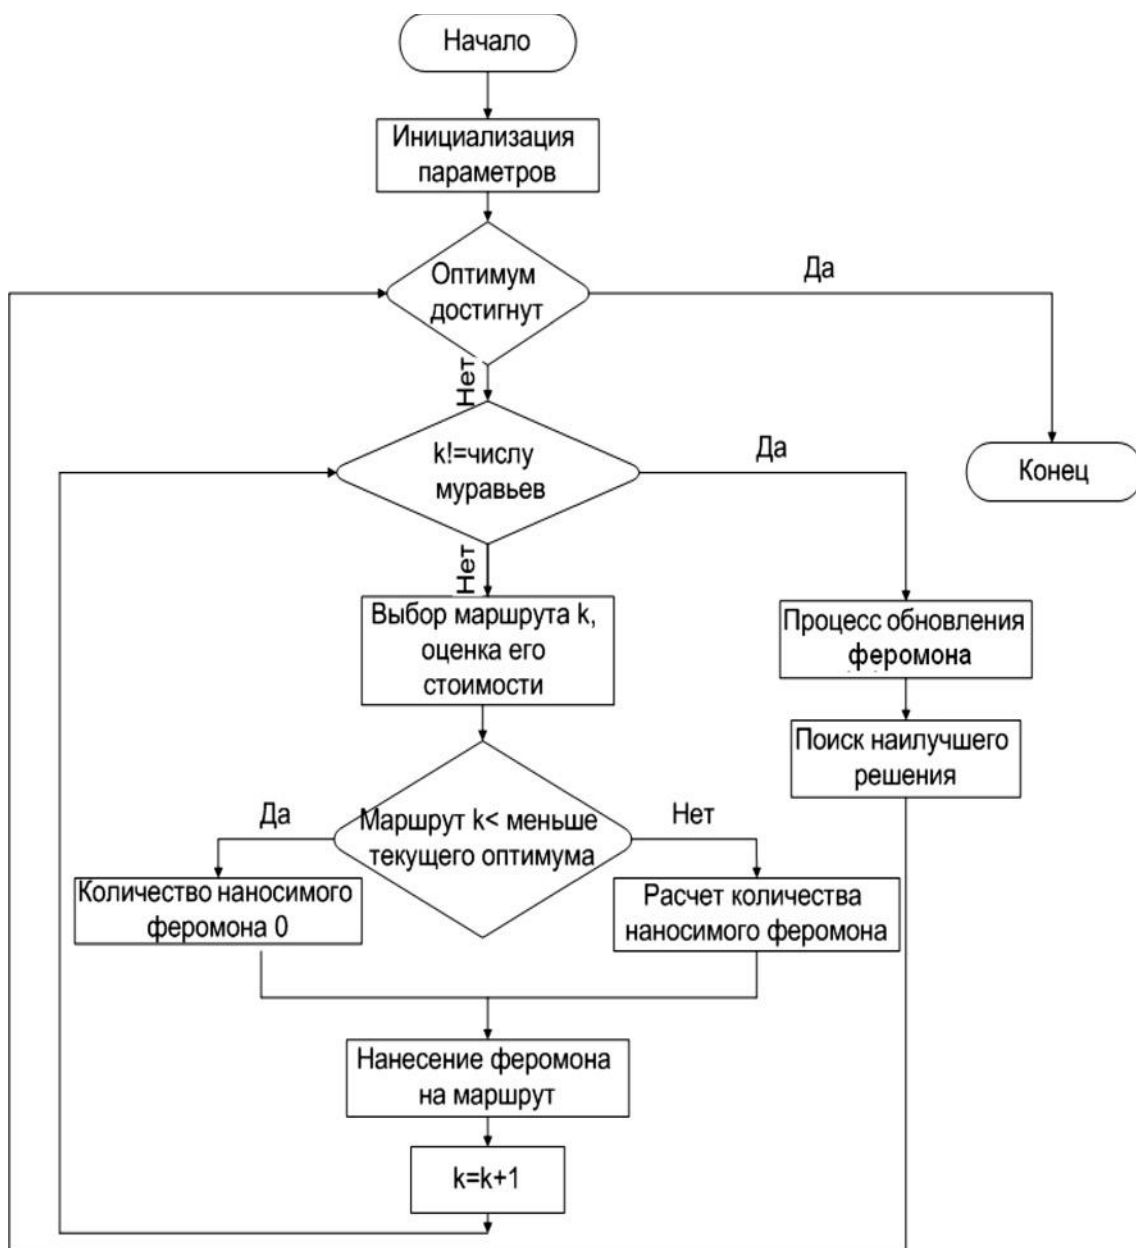 Начало
Инициализация
параметров
Оптимум
достигнут
Да
Нет
k!=числу
муравьев
Да
Конец
Нет
Выбор маршрута k,
оценка его
стоимости
Процесс обновления
феромона
Поиск наилучшего
решения
Да
Маршрут k< меньше
текущего оптимума
Нет
Количество наносимого
феромона 0
Расчет количества
наносимого феромона
Нанесение феромона
на маршрут
k=k+1